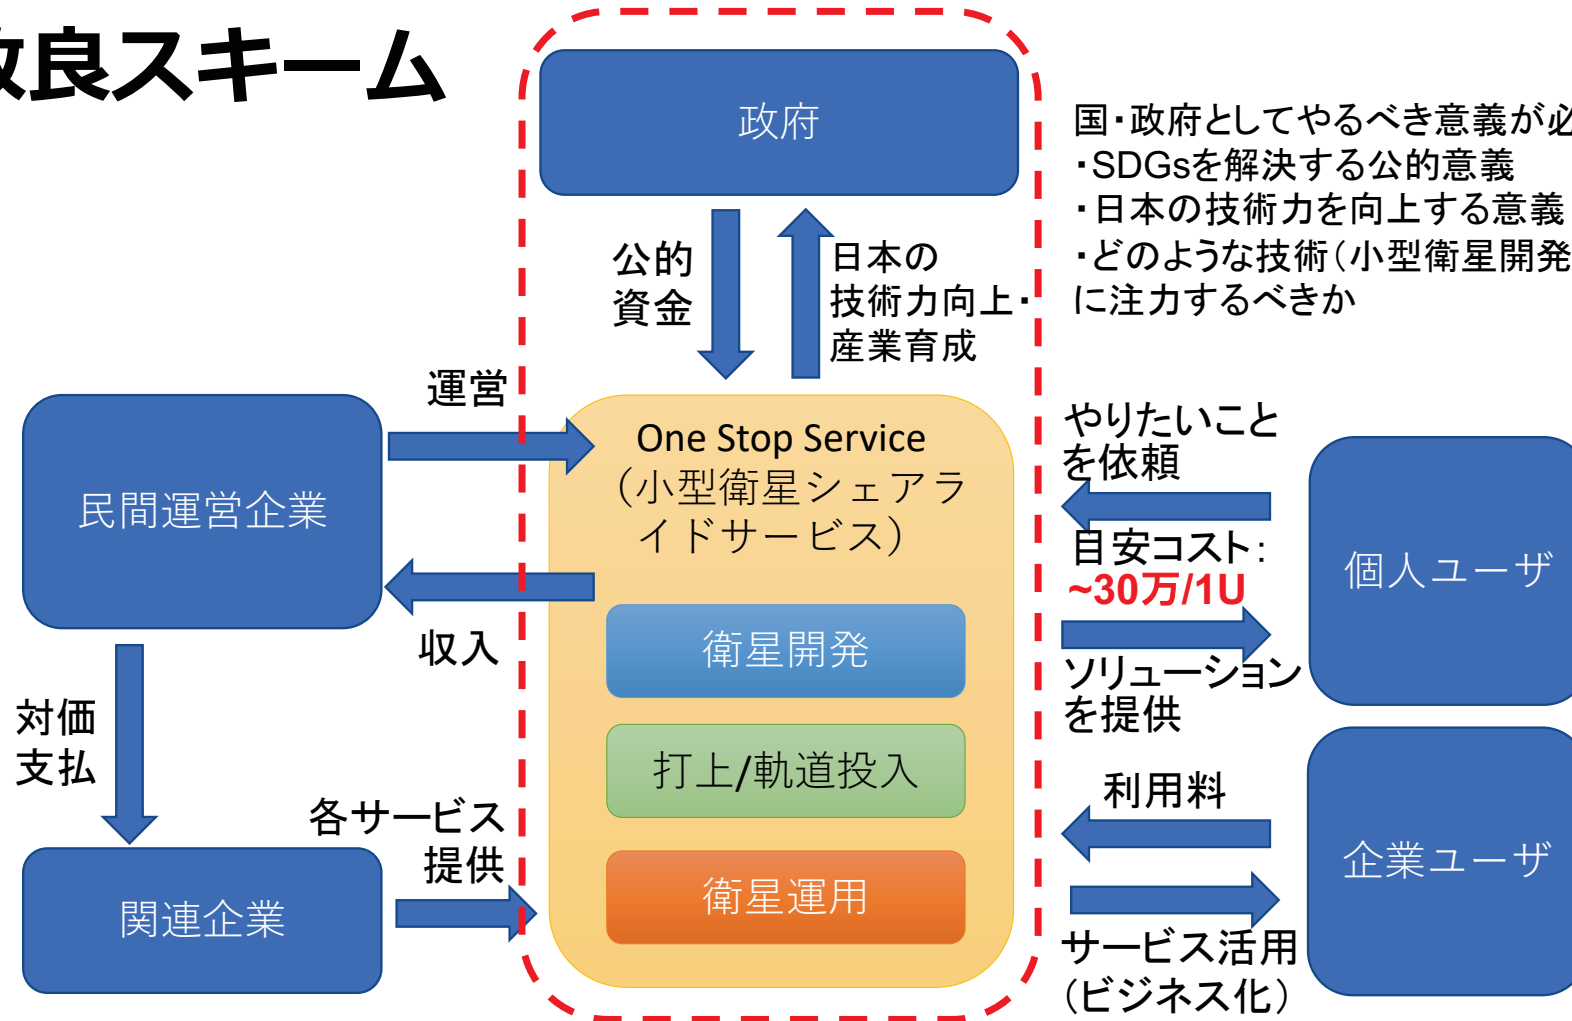 改良スキーム
政府
国・政府としてやるべき意義が必
・SDGsを解決する公的意義
・日本の技術力を向上する意義
・どのような技術（小型衛星開発
に注力するべきか
公的
資金
日本の
技術力向上・
産業育成
運営
民間運営企業
収入
対価
支払
関連企業
各サービス
提供
One Stop Service
（小型衛星シェアラ
イドサービス）
衛星開発
打上/軌道投入
衛星運用
やりたいこと
を依頼
目安コスト：
~30万/1U
ソリューション
を提供
個人ユーザ
利用料
企業ユーザ
サービス活用
（ビジネス化）